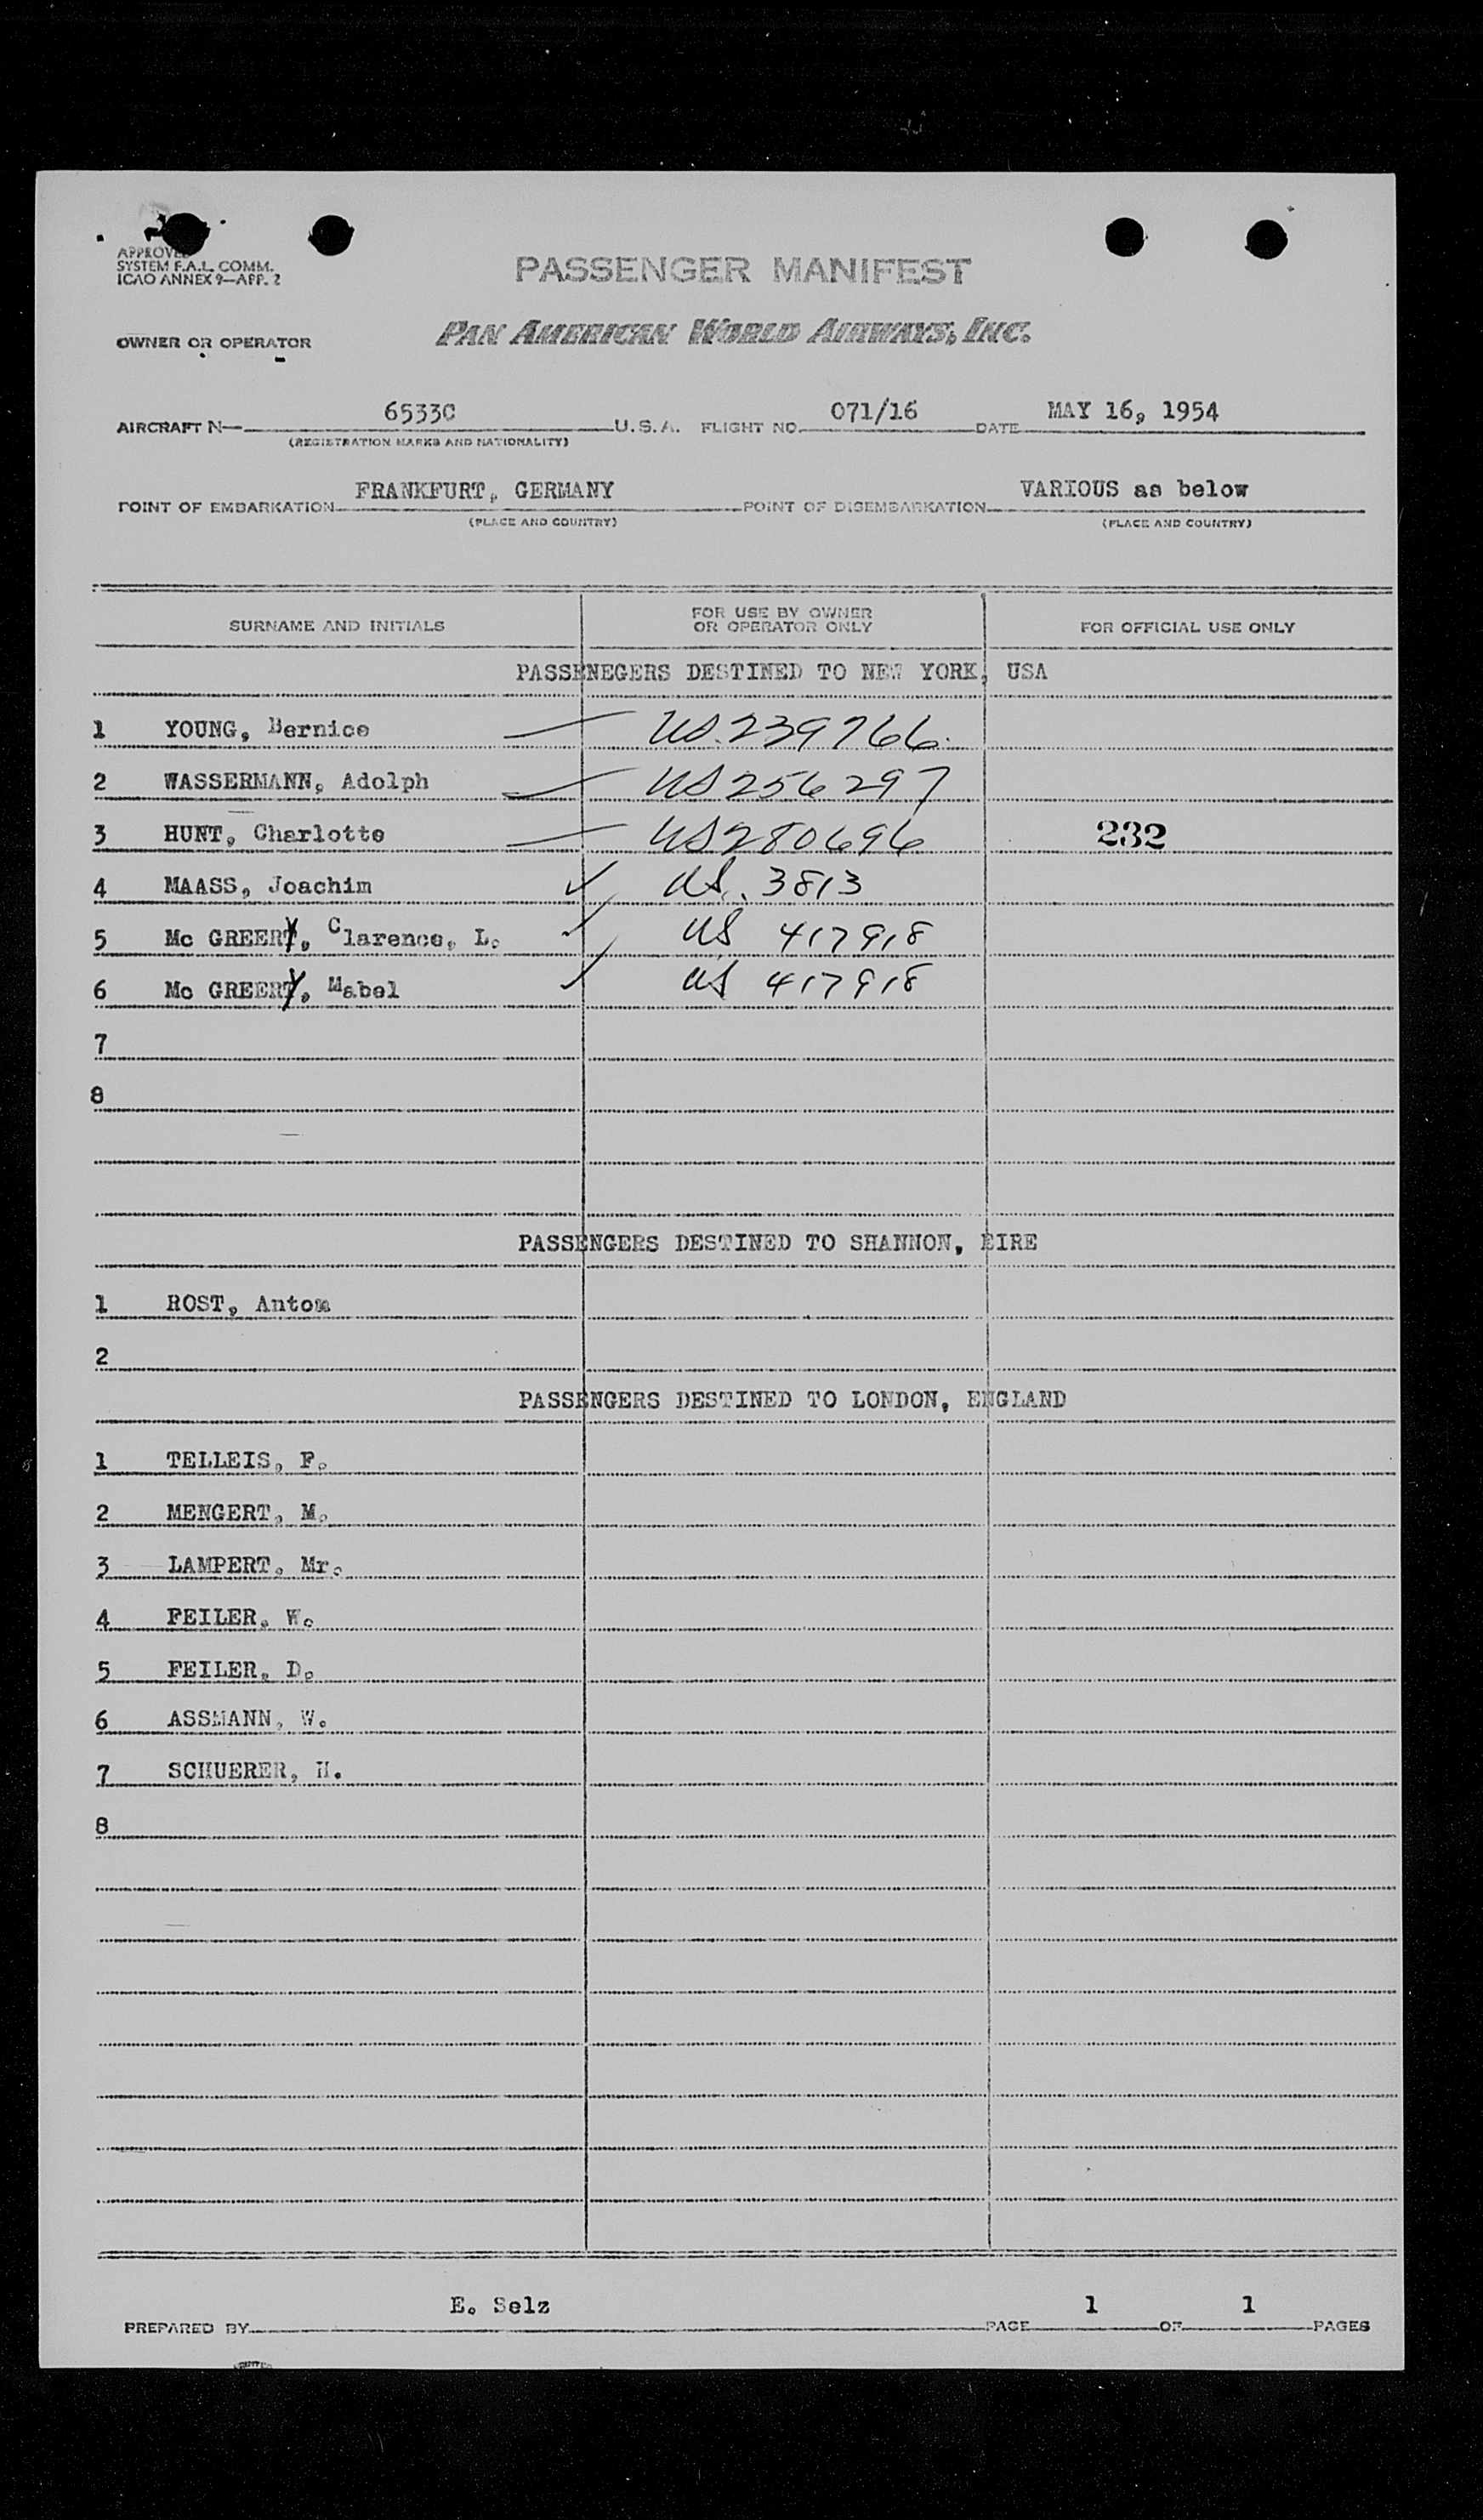 APPROVED
SYSTEM F.A.L. COMM.
ICAO ANNEX 9—APP. 2
PASSENGER MANIFEST
OWNER OR OPERATOR PAN AMERICAN WORLD AIRWAYS, INC.
AIRCRAFT N— 6533C U.S.A. FLIGHT NO. 071/16 DATE MAY 16, 1954
(REGISTRATION MARKS AND NATIONALITY)
POINT OF EMBARKATION FRANKFURT, GERMANY POINT OF DISEMBARKATION VARIOUS as below
(PLACE AND COUNTRY) (PLACE AND COUNTRY)
SURNAME AND INITIALS FOR USE BY OWNER OR OPERATOR ONLY FOR OFFICIAL USE ONLY
PASSENEGERS DESTINED TO NEW YORK, USA
1 YOUNG, Bernice US.239766.
2 WASSERMANN, Adolph US256297
3 HUNT, Charlotte US280696 232
4 MAASS, Joachim US. 3813
5 Mc GREERY, Clarence, L. US 417918
6 Mc GREERY, Mabel US 417918
7
8
PASSENGERS DESTINED TO SHANNON, EIRE
1 ROST, Anton
2
PASSENGERS DESTINED TO LONDON, ENGLAND
1 TELLEIS, F.
2 MENGERT, M.
3 LAMPERT, Mr.
4 FEILER, W.
5 FEILER, D.
6 ASSMANN, W.
7 SCHUERER, H.
8
PREPARED BY E. Selz PAGE 1 OF 1 PAGES